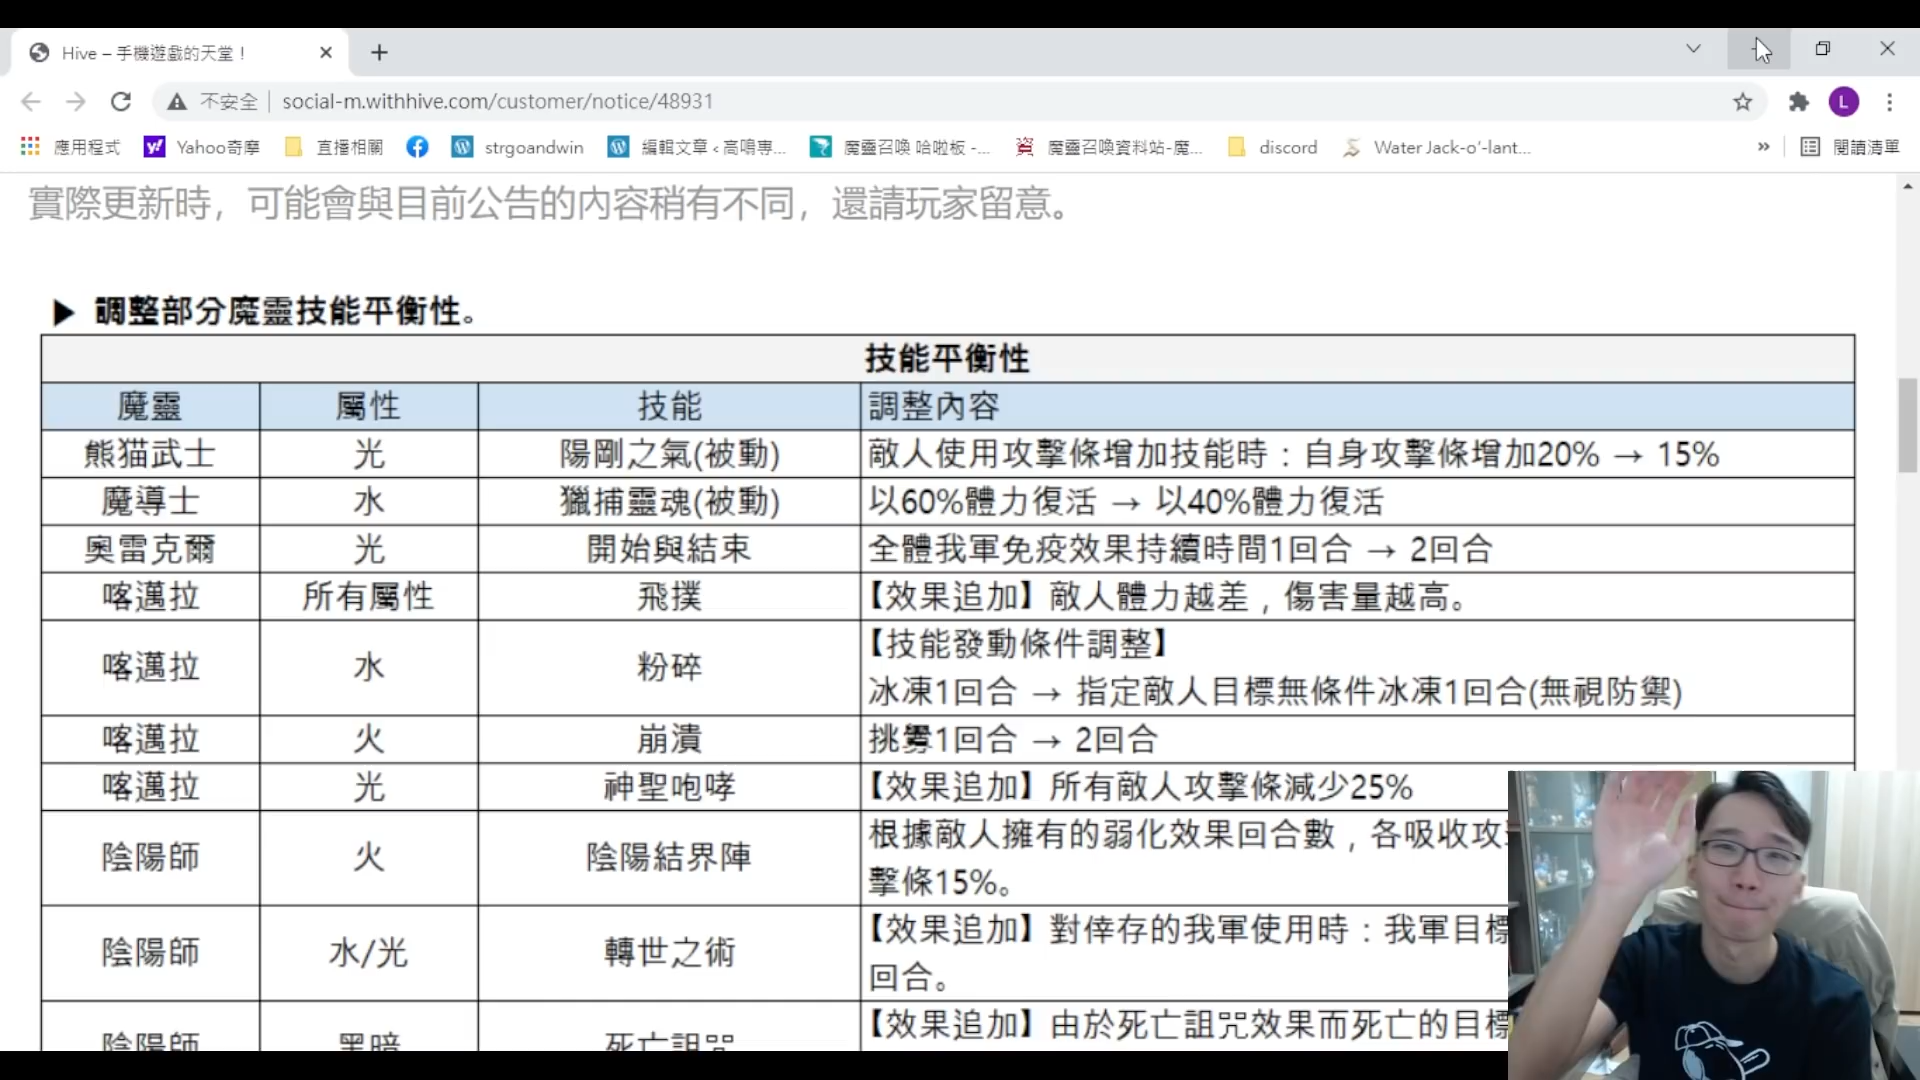 Hive – 手機遊戲的天堂！
不安全 social-m.withhive.com/customer/notice/48931
應用程式 Yahoo奇摩 直播相關 strgoandwin 編輯文章 ‹ 高鳴專... 魔靈召喚 哈啦板 -... 魔靈召喚資料站-魔... discord Water Jack-o'-lant... » 閱讀清單
L
實際更新時，可能會與目前公告的內容稍有不同，還請玩家留意。
▶ 調整部分魔靈技能平衡性。
技能平衡性
魔靈 屬性 技能 調整內容
熊猫武士 光 陽剛之氣(被動) 敵人使用攻擊條增加技能時：自身攻擊條增加20% → 15%
魔導士 水 獵捕靈魂(被動) 以60%體力復活 → 以40%體力復活
奧雷克爾 光 開始與結束 全體我軍免疫效果持續時間1回合 → 2回合
喀邁拉 所有屬性 飛撲 【效果追加】敵人體力越差，傷害量越高。
喀邁拉 水 粉碎 【技能發動條件調整】
冰凍1回合 → 指定敵人目標無條件冰凍1回合(無視防禦)
喀邁拉 火 崩潰 挑釁1回合 → 2回合
喀邁拉 光 神聖咆哮 【效果追加】所有敵人攻擊條減少25%
陰陽師 火 陰陽結界陣 根據敵人擁有的弱化效果回合數，各吸收攻
擊條15%。
陰陽師 水/光 轉世之術 【效果追加】對倖存的我軍使用時：我軍目標
回合。
陰陽師 黑暗 死亡詛咒 【效果追加】由於死亡詛咒效果而死亡的目標